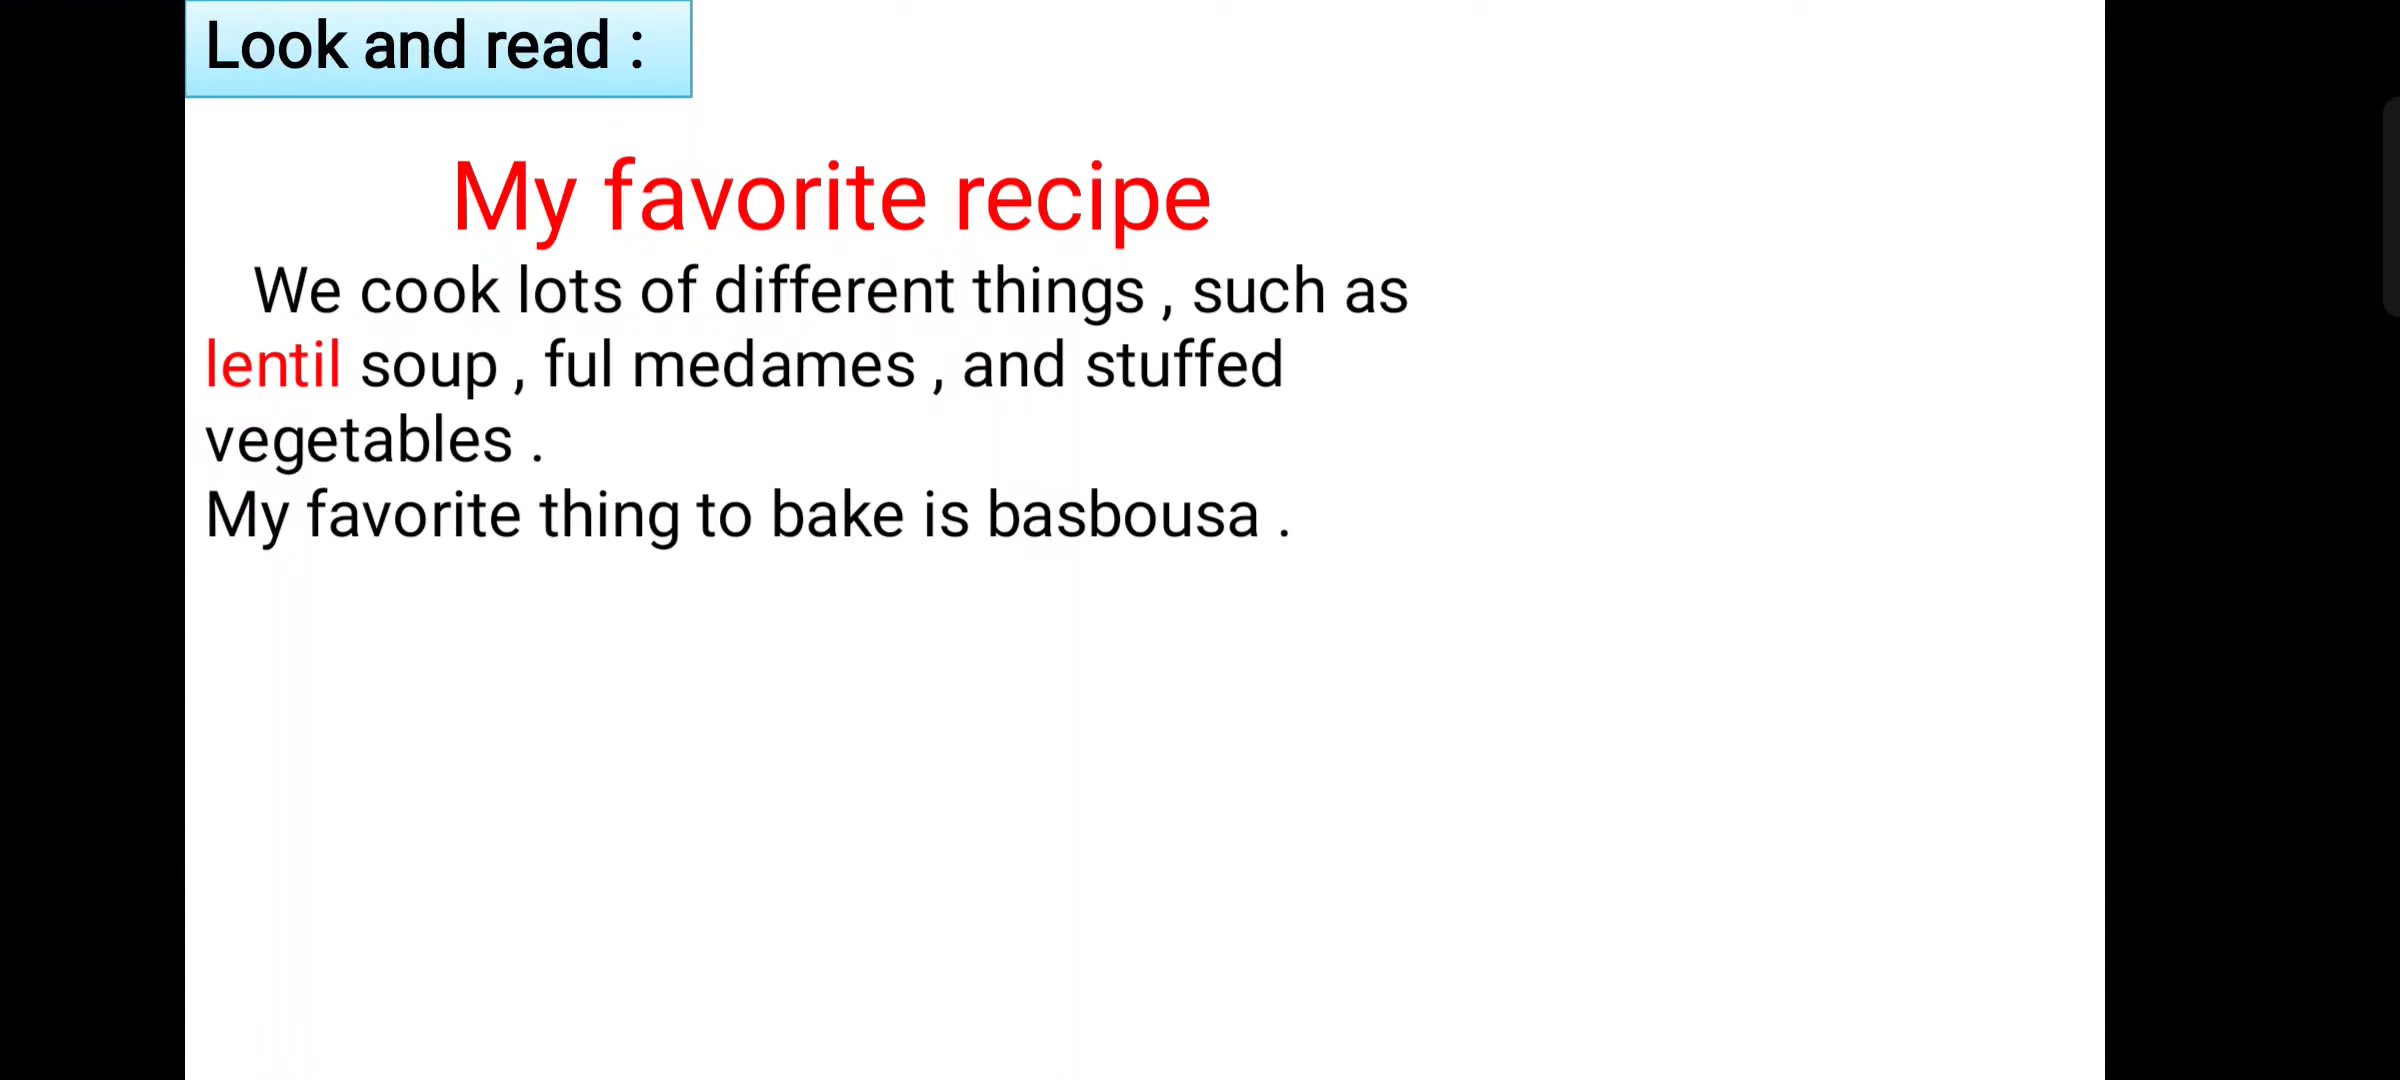 Look and read :
My favorite recipe
We cook lots of different things , such as
lentil soup , ful medames , and stuffed
vegetables .
My favorite thing to bake is basbousa .